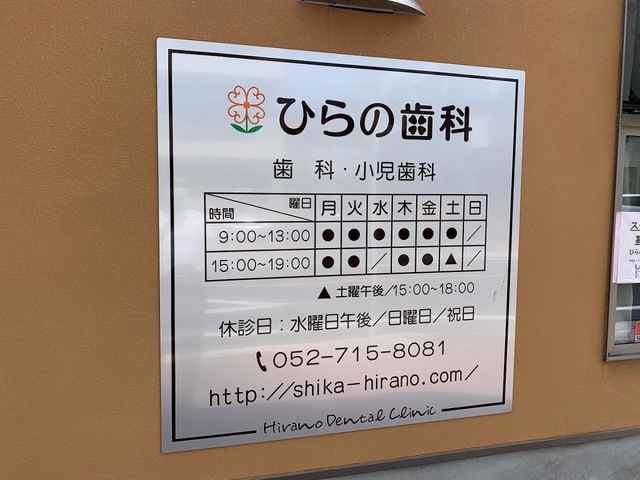 ひらの歯科
歯 科・小児歯科
曜日 時間 月 火 水 木 金 土 日
9:00~13:00 ● ● ● ● ● ● ／
15:00~19:00 ● ● ／ ● ● ▲ ／
▲ 土曜午後／15:00~18:00
休診日：水曜日午後／日曜日／祝日
052-715-8081
http://shika-hirano.com/
Hirano Dental Clinic